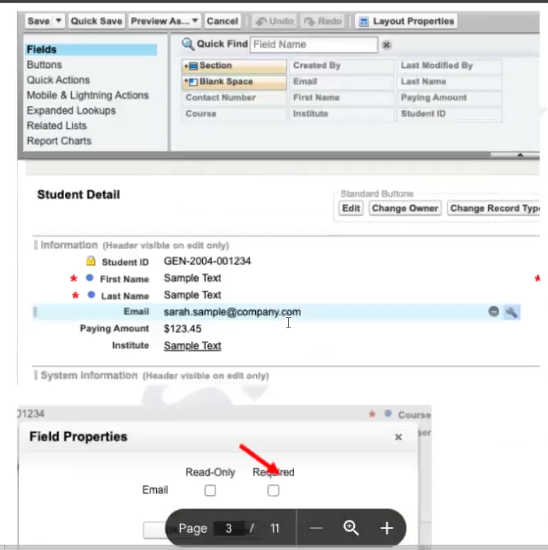 Save Quick Save Preview As... Cancel Undo Redo Layout Properties
Fields
Buttons
Quick Actions
Mobile & Lightning Actions
Expanded Lookups
Related Lists
Report Charts
Quick Find Field Name
Section Created By Last Modified By
Blank Space Email Last Name
Contact Number First Name Paying Amount
Course Institute Student ID
Student Detail
Standard Buttons
Edit Change Owner Change Record Type
Information (Header visible on edit only)
Student ID GEN-2004-001234
* First Name Sample Text
* Last Name Sample Text
*
Email sarah.sample@company.com
Paying Amount $123.45
Institute Sample Text
System Information (Header visible on edit only)
01234 * Course
Field Properties x
Read-Only Required
Email
Page 3 / 11 − +